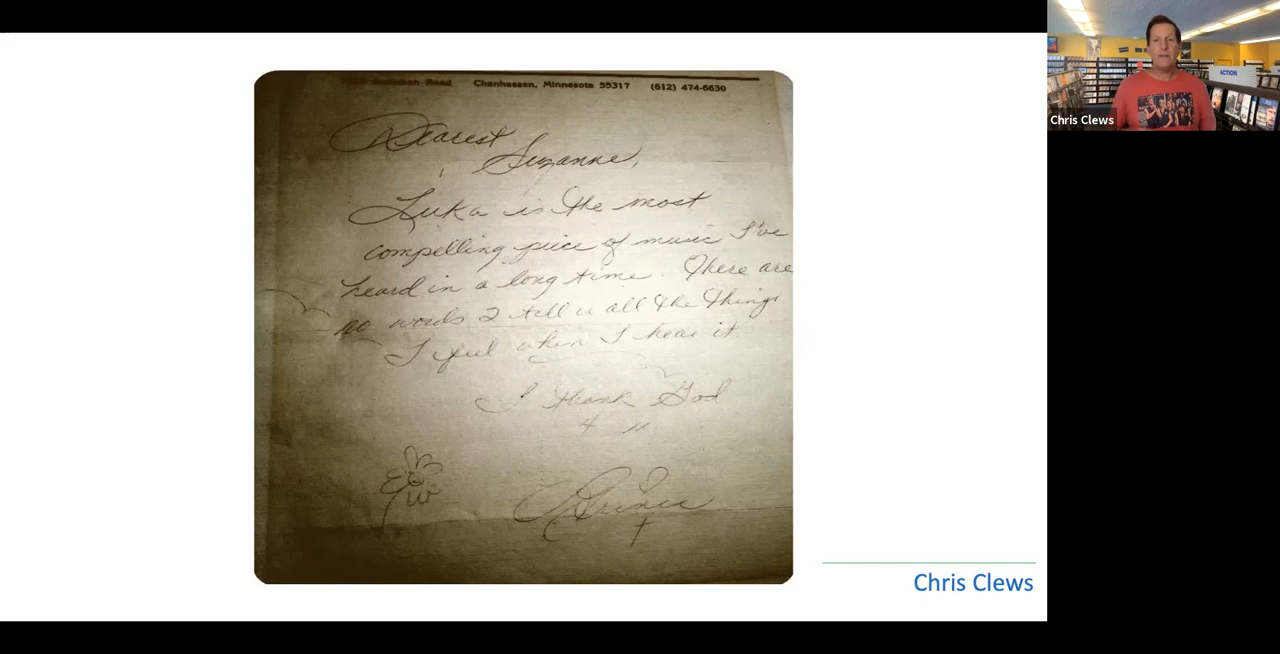 Road Chanhassen, Minnesota 55317 (612) 474-6630
Dearest
Suzanne,
Luka is the most
compelling piece of music I've
heard in a long time. There are
no words 2 tell u all the things
I feel when I hear it.
I thank God
4 u
Prince
Chris Clews
ACTION
Chris Clews